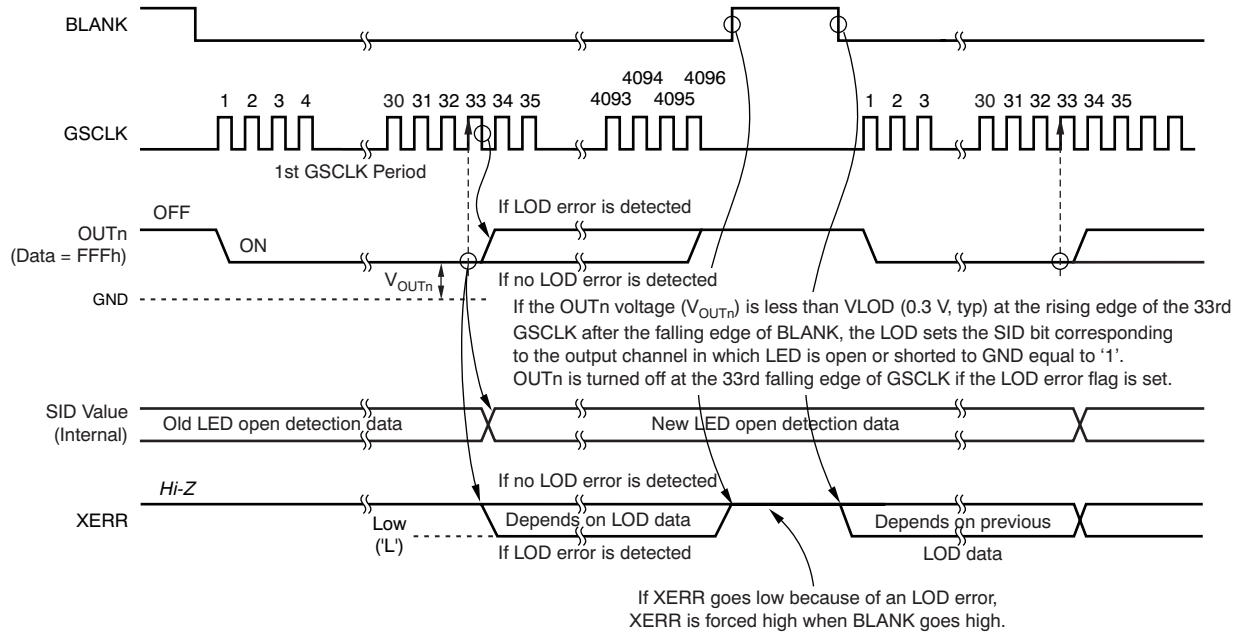 BLANK
4094 4096
1 2 3 4 30 31 32 33 34 35 4093 4095 1 2 3 30 31 32 33 34 35
GSCLK
1st GSCLK Period
OFF
If LOD error is detected
OUTn
(Data = FFFh)
ON
VOUTn
If no LOD error is detected
GND
If the OUTn voltage (VOUTn) is less than VLOD (0.3 V, typ) at the rising edge of the 33rd
GSCLK after the falling edge of BLANK, the LOD sets the SID bit corresponding
to the output channel in which LED is open or shorted to GND equal to ‘1’.
OUTn is turned off at the 33rd falling edge of GSCLK if the LOD error flag is set.
SID Value
(Internal)
Old LED open detection data
New LED open detection data
Hi-Z
If no LOD error is detected
XERR
Low
('L')
Depends on LOD data
Depends on previous
LOD data
If LOD error is detected
If XERR goes low because of an LOD error,
XERR is forced high when BLANK goes high.